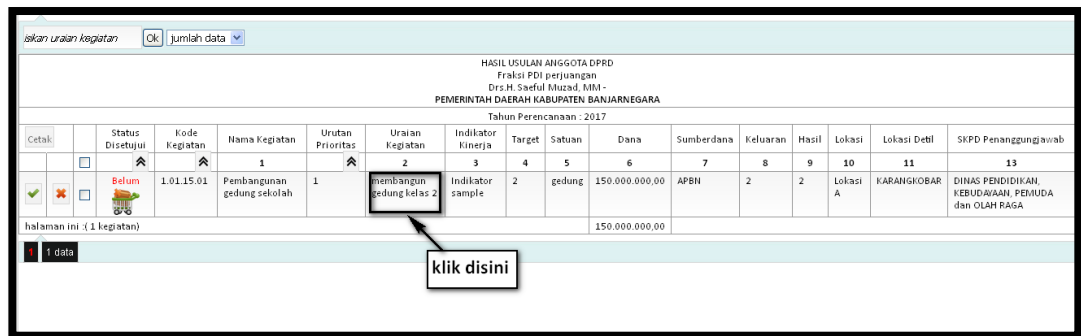 isikan uraian kegiatan Ok jumlah data
HASIL USULAN ANGGOTA DPRD
Fraksi PDI perjuangan
Drs.H. Saeful Muzad, MM -
PEMERINTAH DAERAH KABUPATEN BANJARNEGARA
Tahun Perencanaan : 2017
Cetak Status Disetujui Kode Kegiatan Nama Kegiatan Urutan Prioritas Uraian Kegiatan Indikator Kinerja Target Satuan Dana Sumberdana Keluaran Hasil Lokasi Lokasi Detil SKPD Penanggungjawab
1 2 3 4 5 6 7 8 9 10 11 13
Belum 1.01.15.01 Pembangunan gedung sekolah 1 membangun gedung kelas 2 Indikator sample 2 gedung 150.000.000,00 APBN 2 2 Lokasi A KARANGKOBAR DINAS PENDIDIKAN, KEBUDAYAAN, PEMUDA dan OLAH RAGA
halaman ini :( 1 kegiatan) 150.000.000,00
1 1 data
klik disini